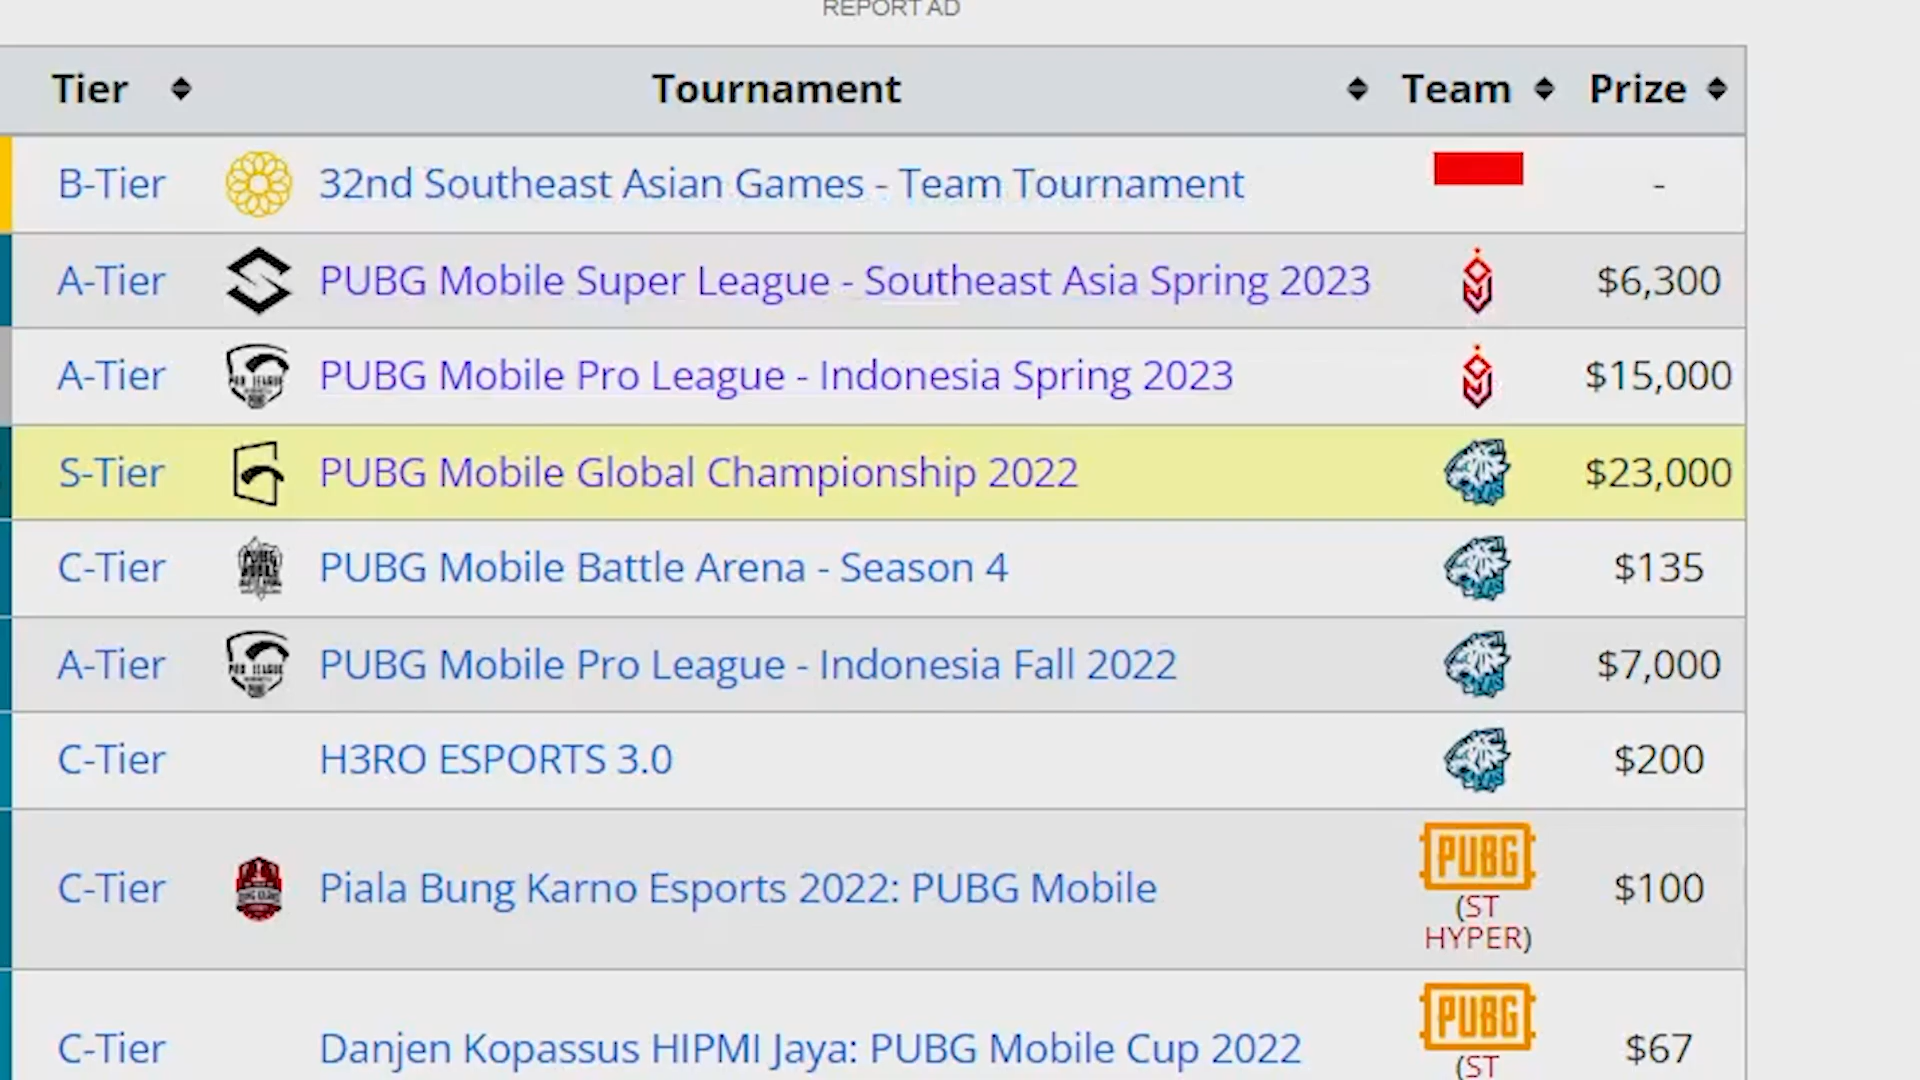 REPORT AD
Tier Tournament Team Prize
B-Tier 32nd Southeast Asian Games - Team Tournament -
A-Tier PUBG Mobile Super League - Southeast Asia Spring 2023 $6,300
A-Tier PUBG Mobile Pro League - Indonesia Spring 2023 $15,000
S-Tier PUBG Mobile Global Championship 2022 $23,000
C-Tier PUBG Mobile Battle Arena - Season 4 $135
A-Tier PUBG Mobile Pro League - Indonesia Fall 2022 $7,000
C-Tier H3RO ESPORTS 3.0 $200
C-Tier Piala Bung Karno Esports 2022: PUBG Mobile PUBG $100
(ST
HYPER)
C-Tier Danjen Kopassus HIPMI Jaya: PUBG Mobile Cup 2022 PUBG $67
(ST